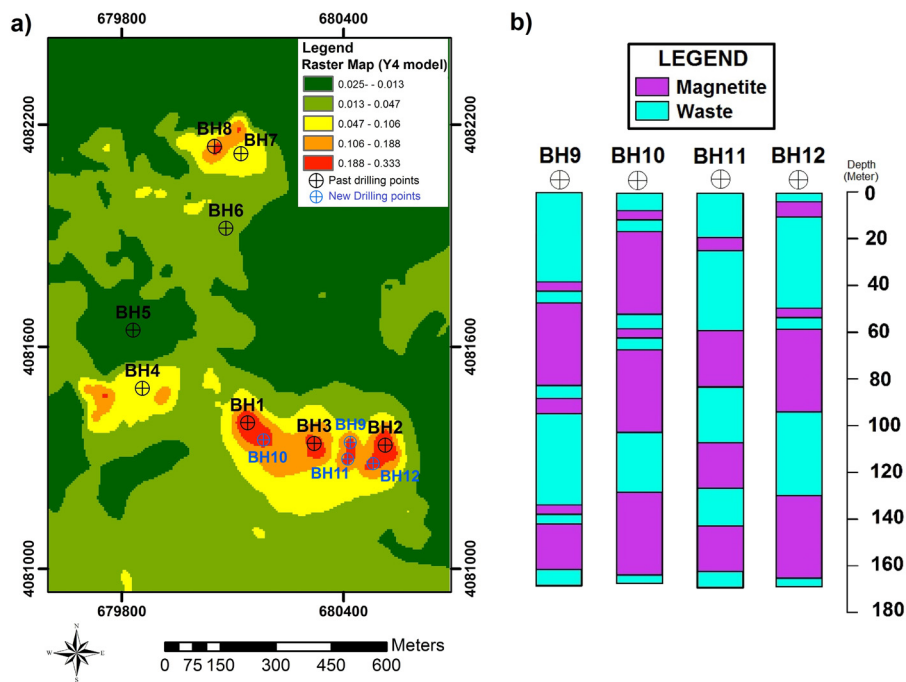 a)
679800
680400
Legend
Raster Map (Y4 model)
0.025- - 0.013
0.013 - 0.047
0.047 - 0.106
0.106 - 0.188
0.188 - 0.333
Past drilling points
New Drilling points
4082200
4082200
BH8
BH7
BH6
BH5
4081600
4081600
BH4
BH1
BH3
BH9
BH2
BH10
BH11
BH12
4081000
4081000
679800
680400
N
W
E
S
Meters
0 75 150 300 450 600
b)
LEGEND
Magnetite
Waste
BH9 BH10 BH11 BH12
Depth
(Meter)
0
20
40
60
80
100
120
140
160
180